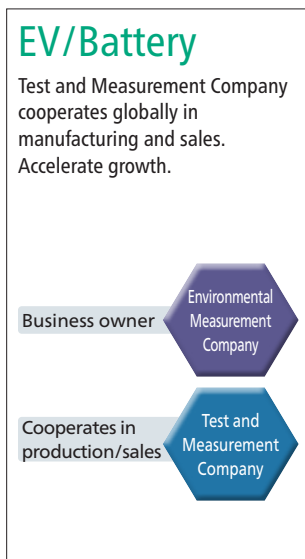 EV/Battery
Test and Measurement Company
cooperates globally in
manufacturing and sales.
Accelerate growth.
Business owner
Environmental
Measurement
Company
Cooperates in
production/sales
Test and
Measurement
Company